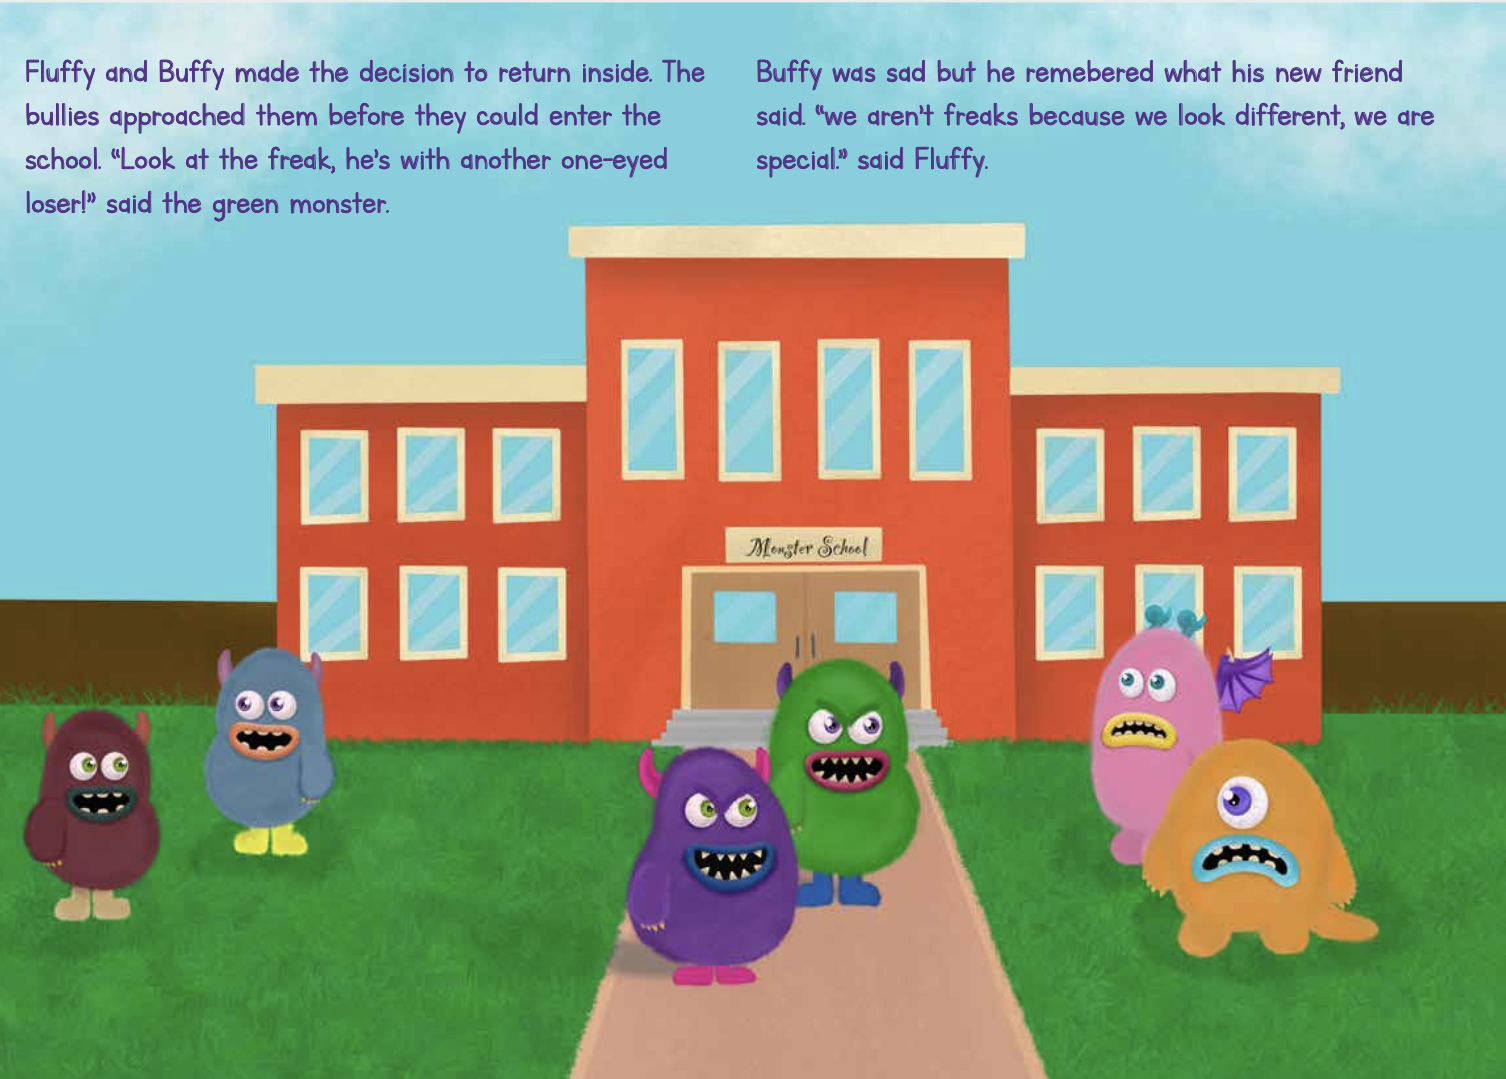 Fluffy and Buffy made the decision to return inside. The
bullies approached them before they could enter the
school. “Look at the freak, he's with another one-eyed
loser!” said the green monster.
Buffy was sad but he remebered what his new friend
said. “we aren't freaks because we look different, we are
special.” said Fluffy.
Monster School